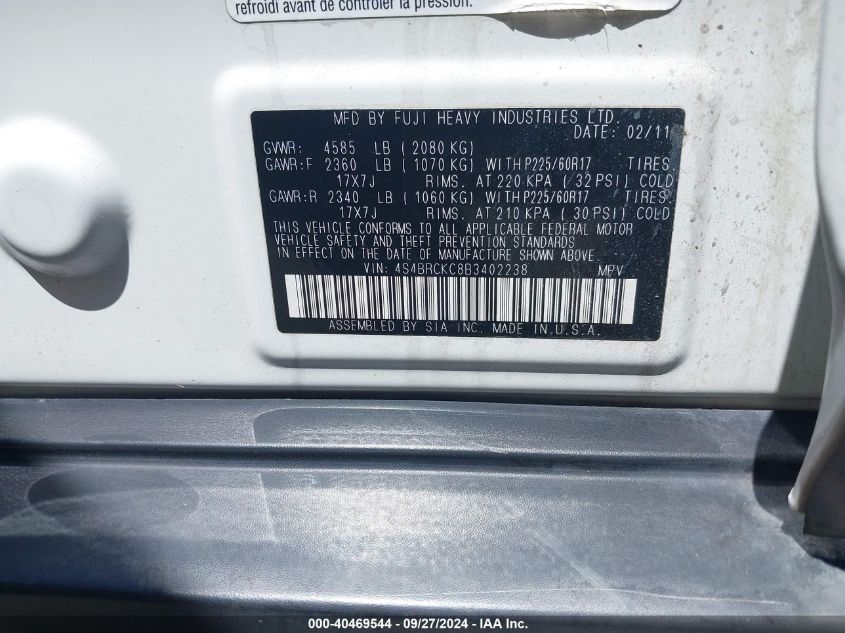 refroidi avant de contrôler la pression.
MFD BY FUJI HEAVY INDUSTRIES LTD.
DATE: 02/11
GVWR: 4585 LB (2080 KG)
GAWR:F 2360 LB (1070 KG) WITH P225/60R17 TIRES.
17X7J RIMS. AT 220 KPA (32 PSI) COLD
GAWR:R 2340 LB (1060 KG) WITH P225/60R17 TIRES.
17X7J RIMS. AT 210 KPA (30 PSI) COLD
THIS VEHICLE CONFORMS TO ALL APPLICABLE FEDERAL MOTOR
VEHICLE SAFETY AND THEFT PREVENTION STANDARDS
IN EFFECT ON THE DATE OF MANUFACTURE SHOWN ABOVE.
VIN: 4S4BRCKC8B3402238 MPV
ASSEMBLED BY SIA INC. MADE IN U.S.A.
000-40469544 - 09/27/2024 - IAA Inc.